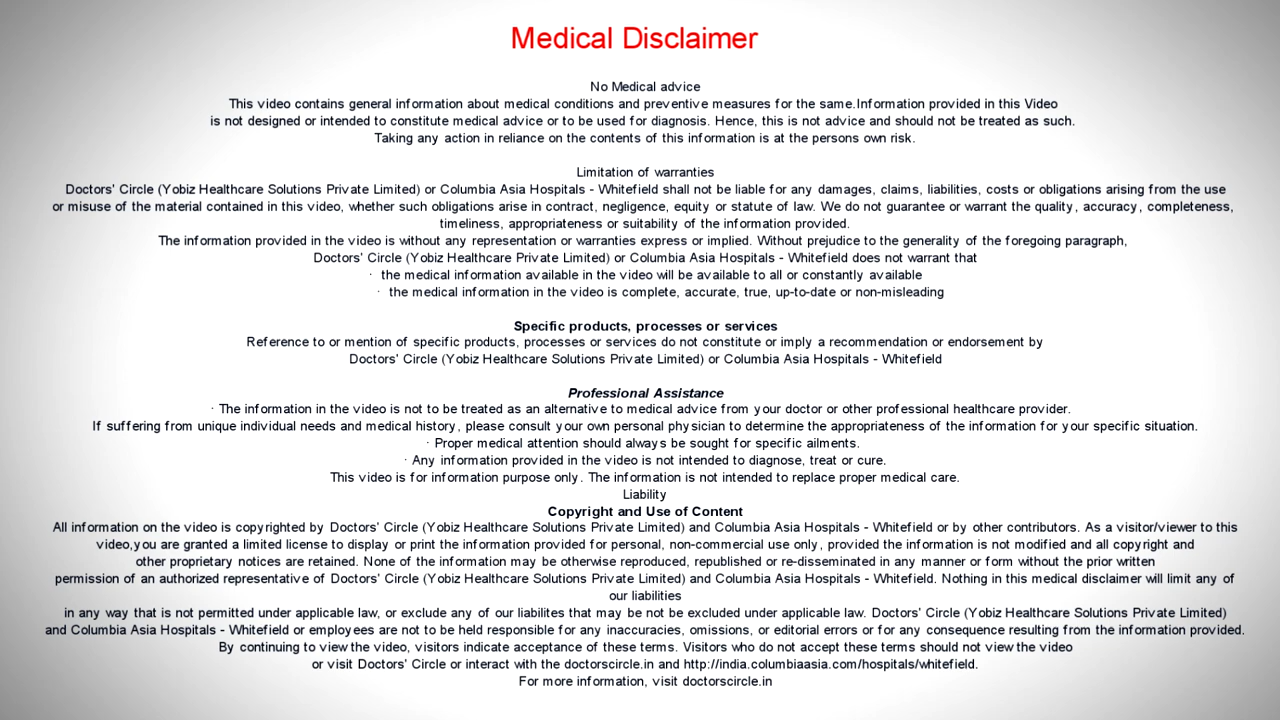 Medical Disclaimer
No Medical advice
This video contains general information about medical conditions and preventive measures for the same.Information provided in this Video
is not designed or intended to constitute medical advice or to be used for diagnosis. Hence, this is not advice and should not be treated as such.
Taking any action in reliance on the contents of this information is at the persons own risk.
Limitation of warranties
Doctors' Circle (Yobiz Healthcare Solutions Private Limited) or Columbia Asia Hospitals - Whitefield shall not be liable for any damages, claims, liabilities, costs or obligations arising from the use
or misuse of the material contained in this video, whether such obligations arise in contract, negligence, equity or statute of law. We do not guarantee or warrant the quality, accuracy, completeness,
timeliness, appropriateness or suitability of the information provided.
The information provided in the video is without any representation or warranties express or implied. Without prejudice to the generality of the foregoing paragraph,
Doctors' Circle (Yobiz Healthcare Private Limited) or Columbia Asia Hospitals - Whitefield does not warrant that
· the medical information available in the video will be available to all or constantly available
· the medical information in the video is complete, accurate, true, up-to-date or non-misleading
Specific products, processes or services
Reference to or mention of specific products, processes or services do not constitute or imply a recommendation or endorsement by
Doctors' Circle (Yobiz Healthcare Solutions Private Limited) or Columbia Asia Hospitals - Whitefield
Professional Assistance
· The information in the video is not to be treated as an alternative to medical advice from your doctor or other professional healthcare provider.
If suffering from unique individual needs and medical history, please consult your own personal physician to determine the appropriateness of the information for your specific situation.
· Proper medical attention should always be sought for specific ailments.
· Any information provided in the video is not intended to diagnose, treat or cure.
This video is for information purpose only. The information is not intended to replace proper medical care.
Liability
Copyright and Use of Content
All information on the video is copyrighted by Doctors' Circle (Yobiz Healthcare Solutions Private Limited) and Columbia Asia Hospitals - Whitefield or by other contributors. As a visitor/viewer to this
video,you are granted a limited license to display or print the information provided for personal, non-commercial use only, provided the information is not modified and all copyright and
other proprietary notices are retained. None of the information may be otherwise reproduced, republished or re-disseminated in any manner or form without the prior written
permission of an authorized representative of Doctors' Circle (Yobiz Healthcare Solutions Private Limited) and Columbia Asia Hospitals - Whitefield. Nothing in this medical disclaimer will limit any of
our liabilities
in any way that is not permitted under applicable law, or exclude any of our liabilites that may be not be excluded under applicable law. Doctors' Circle (Yobiz Healthcare Solutions Private Limited)
and Columbia Asia Hospitals - Whitefield or employees are not to be held responsible for any inaccuracies, omissions, or editorial errors or for any consequence resulting from the information provided.
By continuing to view the video, visitors indicate acceptance of these terms. Visitors who do not accept these terms should not view the video
or visit Doctors' Circle or interact with the doctorscircle.in and http://india.columbiaasia.com/hospitals/whitefield.
For more information, visit doctorscircle.in